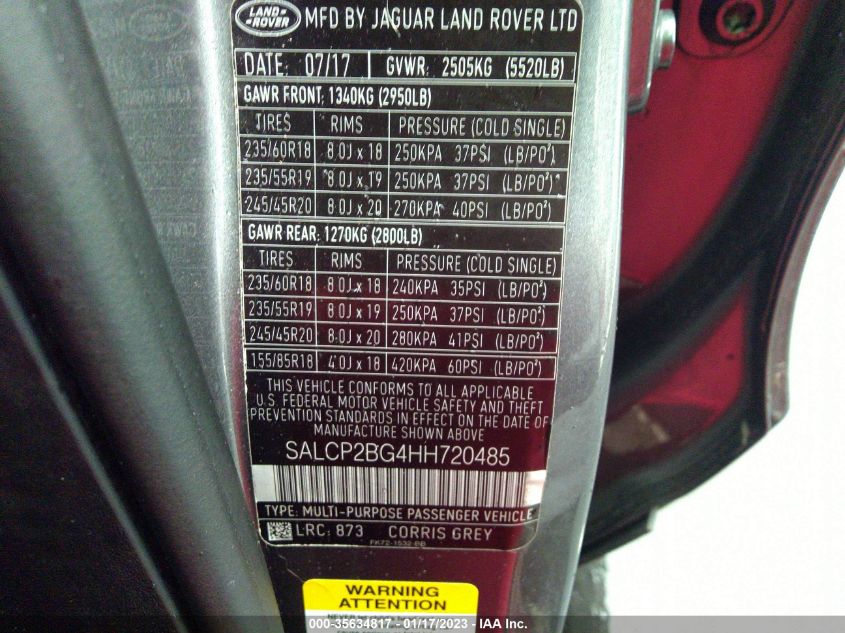 LAND ROVER MFD BY JAGUAR LAND ROVER LTD
DATE: 07/17 GVWR: 2505KG (5520LB)
GAWR FRONT: 1340KG (2950LB)
TIRES RIMS PRESSURE (COLD SINGLE)
235/60R18 8.0J x 18 250KPA 37PSI (LB/PO²)
235/55R19 8.0J x 19 250KPA 37PSI (LB/PO²)
245/45R20 8.0J x 20 270KPA 40PSI (LB/PO²)
GAWR REAR: 1270KG (2800LB)
TIRES RIMS PRESSURE (COLD SINGLE)
235/60R18 8.0J x 18 240KPA 35PSI (LB/PO²)
235/55R19 8.0J x 19 250KPA 37PSI (LB/PO²)
245/45R20 8.0J x 20 280KPA 41PSI (LB/PO²)
155/85R18 4.0J x 18 420KPA 60PSI (LB/PO²)
THIS VEHICLE CONFORMS TO ALL APPLICABLE
U.S. FEDERAL MOTOR VEHICLE SAFETY AND THEFT
PREVENTION STANDARDS IN EFFECT ON THE DATE OF
MANUFACTURE SHOWN ABOVE
SALCP2BG4HH720485
TYPE: MULTI-PURPOSE PASSENGER VEHICLE
LRC: 873 CORRIS GREY
FK72-1532-BB
WARNING
ATTENTION
000-35634817 - 01/17/2023 - IAA Inc.